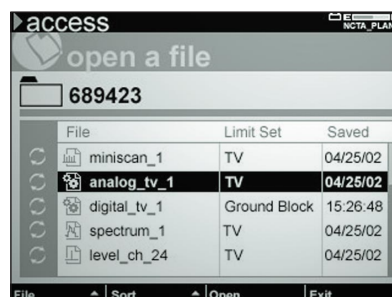 access
NCTA_PLAN
open a file
689423
File Limit Set Saved
miniscan_1 TV 04/25/02
analog_tv_1 TV 04/25/02
digital_tv_1 Ground Block 15:26:48
spectrum_1 TV 04/25/02
level_ch_24 TV 04/25/02
File Sort Open Exit